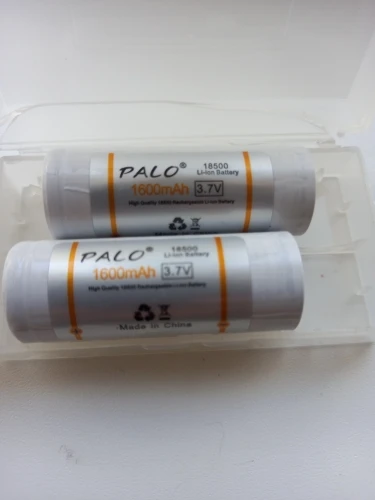 PALO®
18500
Li-ion Battery
1600mAh 3.7V
High Quality 18500 Rechargeable Li-ion Battery
PALO®
18500
Li-ion Battery
1600mAh 3.7V
High Quality 18500 Rechargeable Li-ion Battery
Made in China